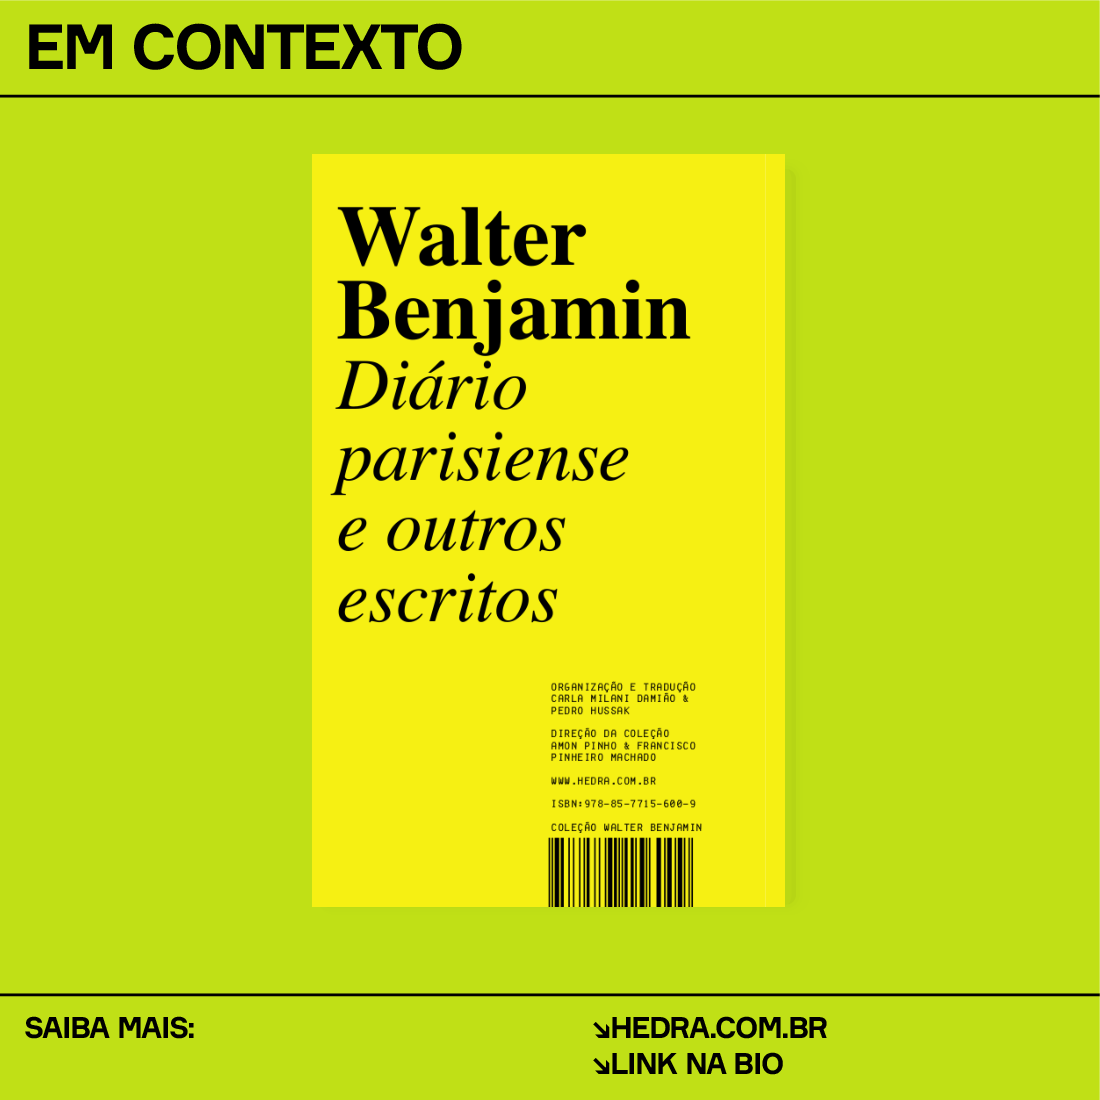 EM CONTEXTO
Walter
Benjamin
Diário
parisiense
e outros
escritos
ORGANIZAÇÃO E TRADUÇÃO
CARLA MILANI DAMIÃO &
PEDRO HUSSAK
DIREÇÃO DA COLEÇÃO
AMON PINHO & FRANCISCO
PINHEIRO MACHADO
WWW.HEDRA.COM.BR
ISBN:978-85-7715-600-9
COLEÇÃO WALTER BENJAMIN
SAIBA MAIS:
↘HEDRA.COM.BR
↘LINK NA BIO